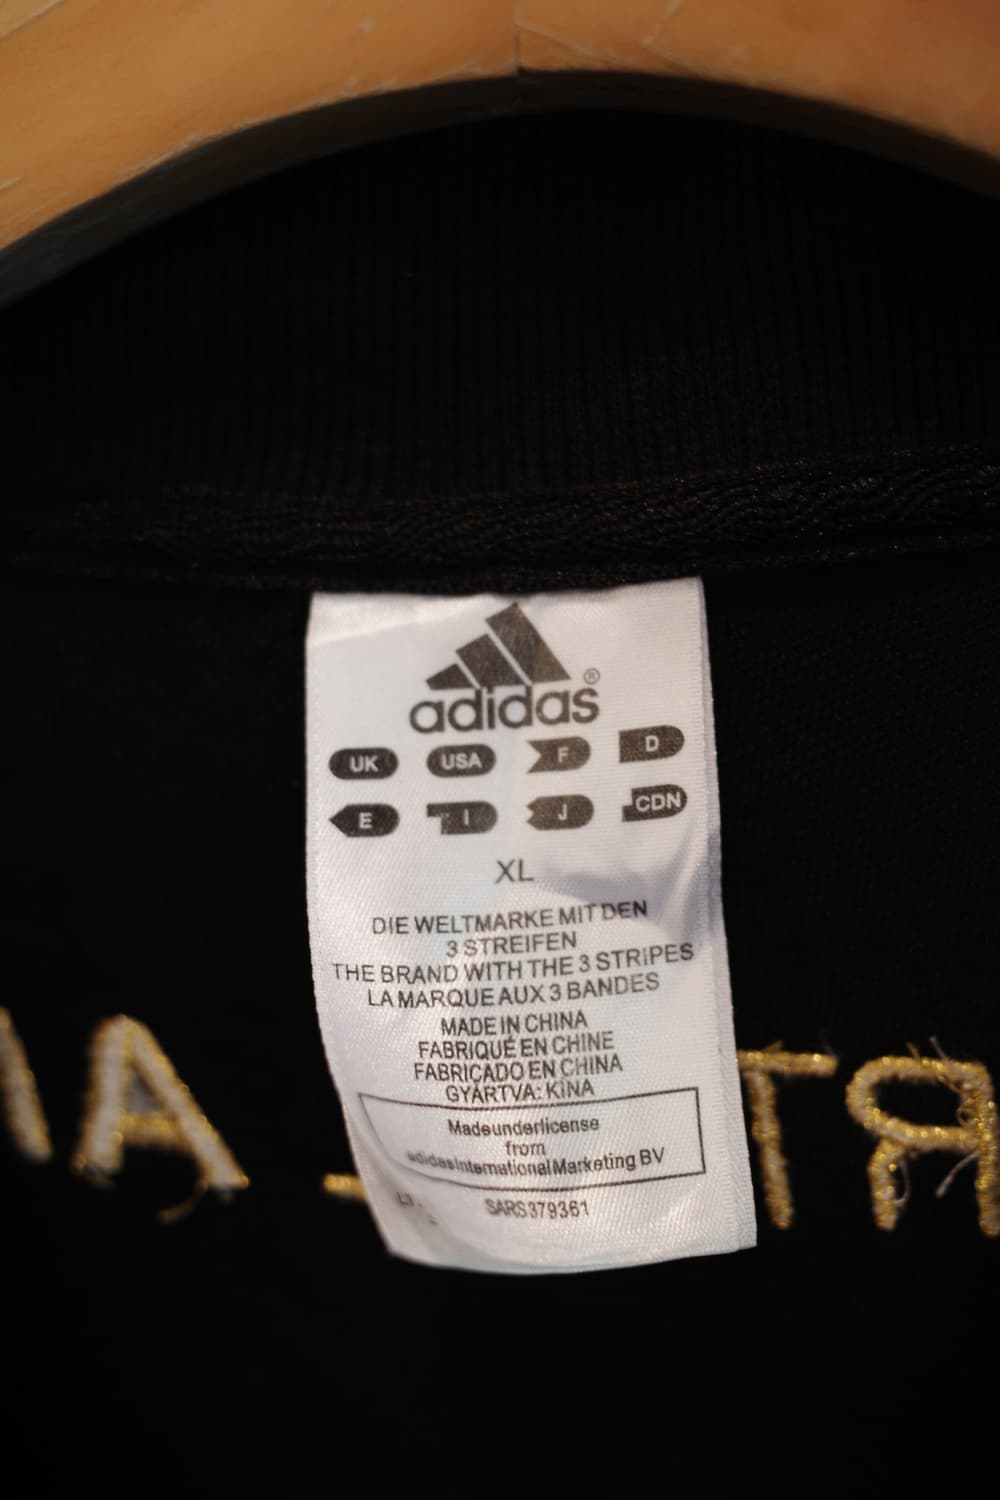 adidas®
UK USA F D
E I J CDN
XL
DIE WELTMARKE MIT DEN
3 STREIFEN
THE BRAND WITH THE 3 STRIPES
LA MARQUE AUX 3 BANDES
MADE IN CHINA
FABRIQUÉ EN CHINE
FABRICADO EN CHINA
GYÁRTVA: KÍNA
Madeunderlicense
from
adidasInternationalMarketing BV
SARS379361